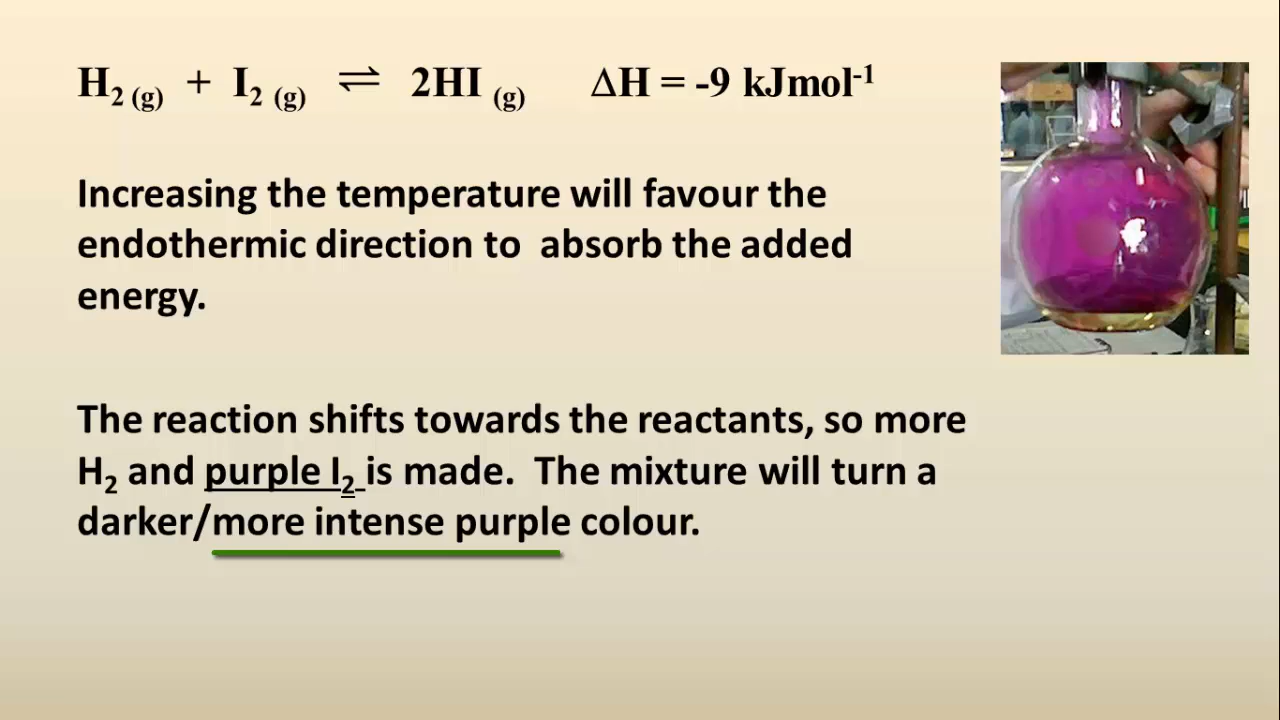 H₂ (g) + I₂ (g) ⇌ 2HI (g) ΔH = -9 kJmol⁻¹
Increasing the temperature will favour the
endothermic direction to absorb the added
energy.
The reaction shifts towards the reactants, so more
H₂ and purple I₂ is made. The mixture will turn a
darker/more intense purple colour.